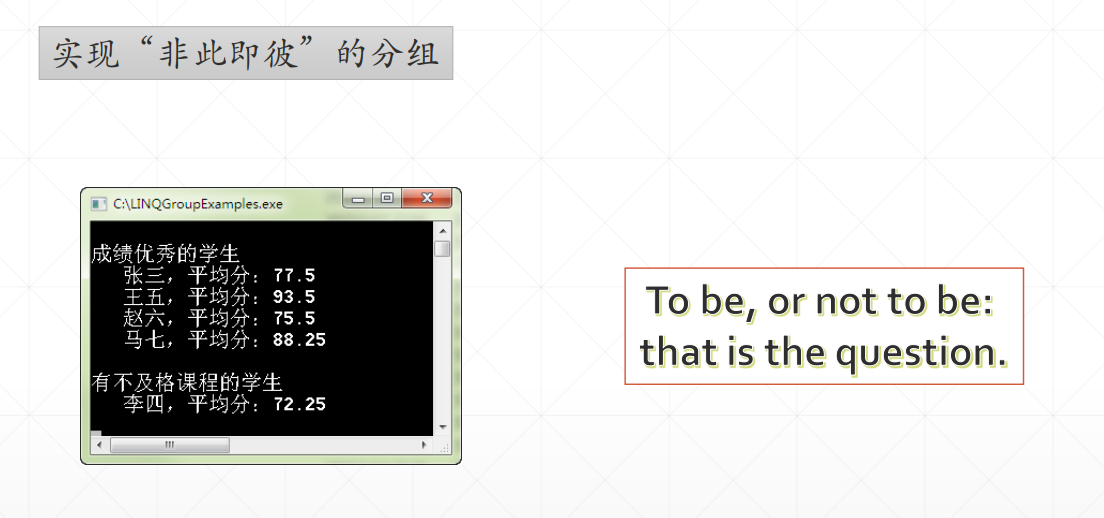 实现“非此即彼”的分组
C:\LINQGroupExamples.exe
成绩优秀的学生
张三，平均分：77.5
王五，平均分：93.5
赵六，平均分：75.5
马七，平均分：88.25
有不及格课程的学生
李四，平均分：72.25
To be, or not to be:
that is the question.